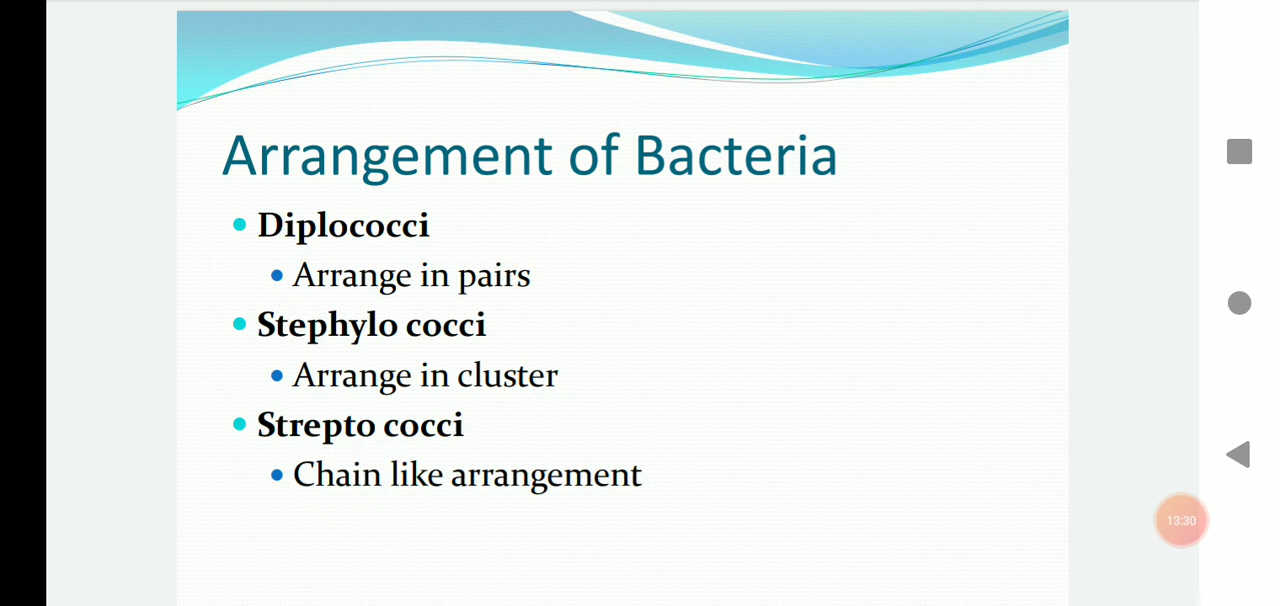 Arrangement of Bacteria
Diplococci
Arrange in pairs
Stephylo cocci
Arrange in cluster
Strepto cocci
Chain like arrangement
13:30